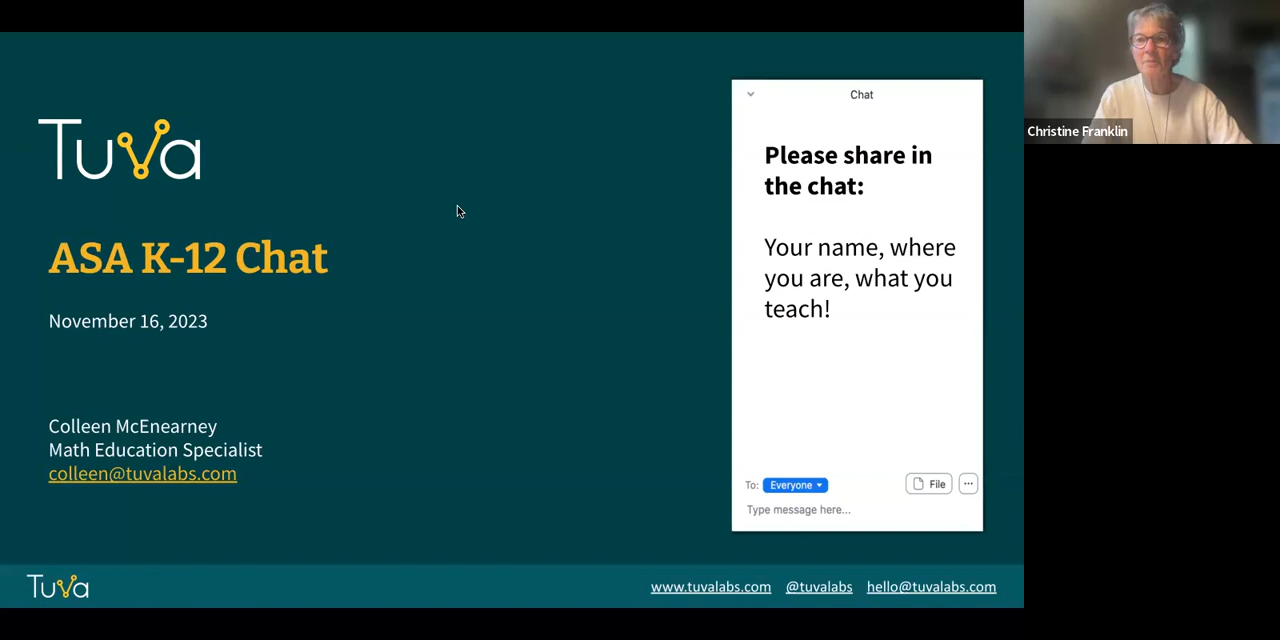 Tuva
ASA K-12 Chat
November 16, 2023
Colleen McEnearney
Math Education Specialist
colleen@tuvalabs.com
Chat
Please share in
the chat:
Your name, where
you are, what you
teach!
To: Everyone
File
Type message here...
Tuva
www.tuvalabs.com @tuvalabs hello@tuvalabs.com
Christine Franklin